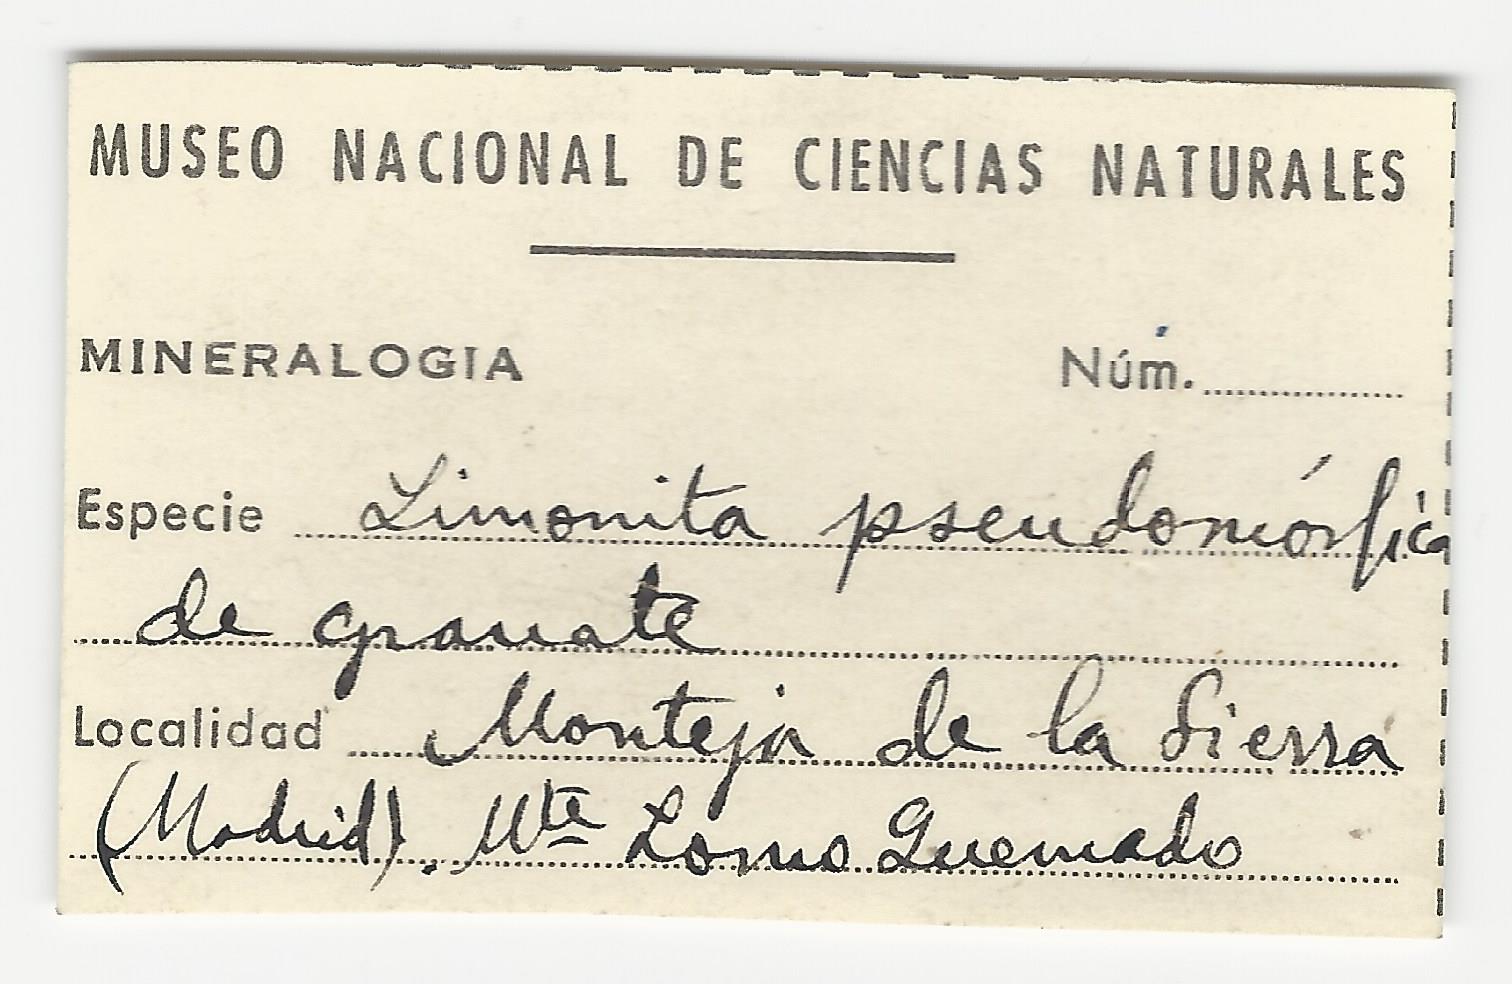 MUSEO NACIONAL DE CIENCIAS NATURALES
MINERALOGIA Núm.
Especie Limonita pseudomórfica
de granate
Localidad Monteja de la Sierra
(Madrid). Mte Lomo Quemado